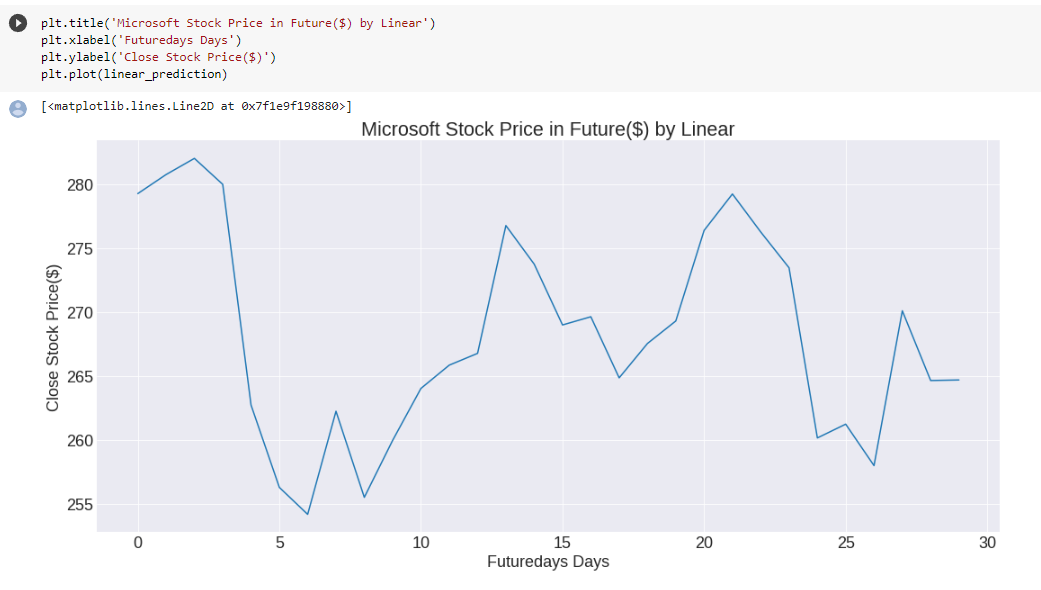 plt.title('Microsoft Stock Price in Future($) by Linear')
plt.xlabel('Futuredays Days')
plt.ylabel('Close Stock Price($)')
plt.plot(linear_prediction)
[<matplotlib.lines.Line2D at 0x7f1e9f198880>]
Microsoft Stock Price in Future($) by Linear
Close Stock Price($)
280
275
270
265
260
255
0 5 10 15 20 25 30
Futuredays Days